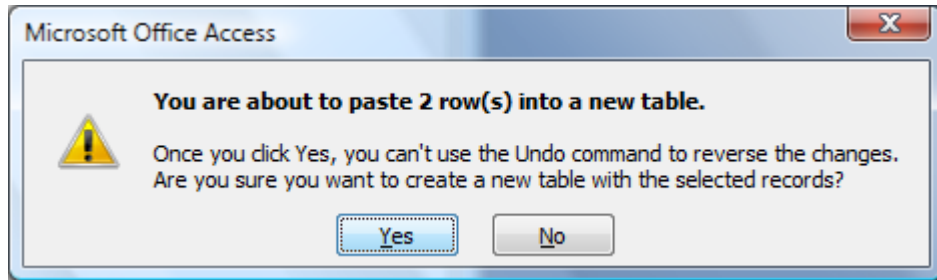 Microsoft Office Access
You are about to paste 2 row(s) into a new table.
Once you click Yes, you can't use the Undo command to reverse the changes.
Are you sure you want to create a new table with the selected records?
Yes No